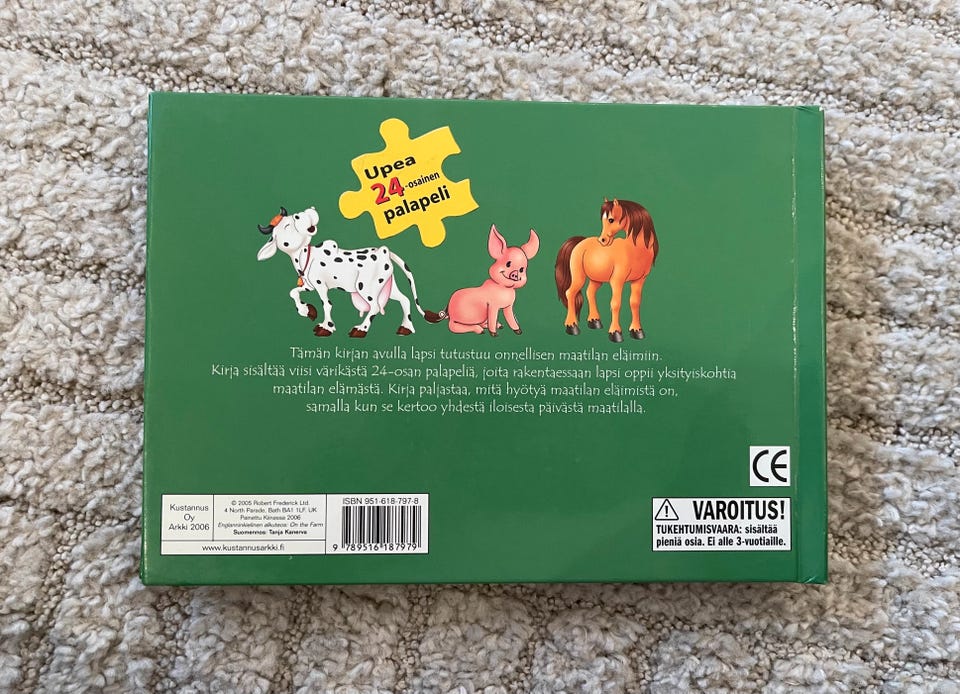 Upea
24-osainen
palapeli
Tämän kirjan avulla lapsi tutustuu onnellisen maatilan eläimiin.
Kirja sisältää viisi värikästä 24-osan palapeliä, joita rakentaessaan lapsi oppii yksityiskohtia
maatilan elämästä. Kirja paljastaa, mitä hyötyä maatilan eläimistä on,
samalla kun se kertoo yhdestä iloisesta päivästä maatilalla.
CE
Kustannus
Oy
Arkki 2006
© 2005 Robert Frederick Ltd.
4 North Parade, Bath BA1 1LF. UK
Painettu Kiinassa 2006
Englanninkielinen alkuteos: On the Farm
Suomennos: Tanja Kanerva
www.kustannusarkki.fi
ISBN 951-618-797-8
9 789516 187979
VAROITUS!
TUKEHTUMISVAARA: sisältää
pieniä osia. Ei alle 3-vuotiaille.